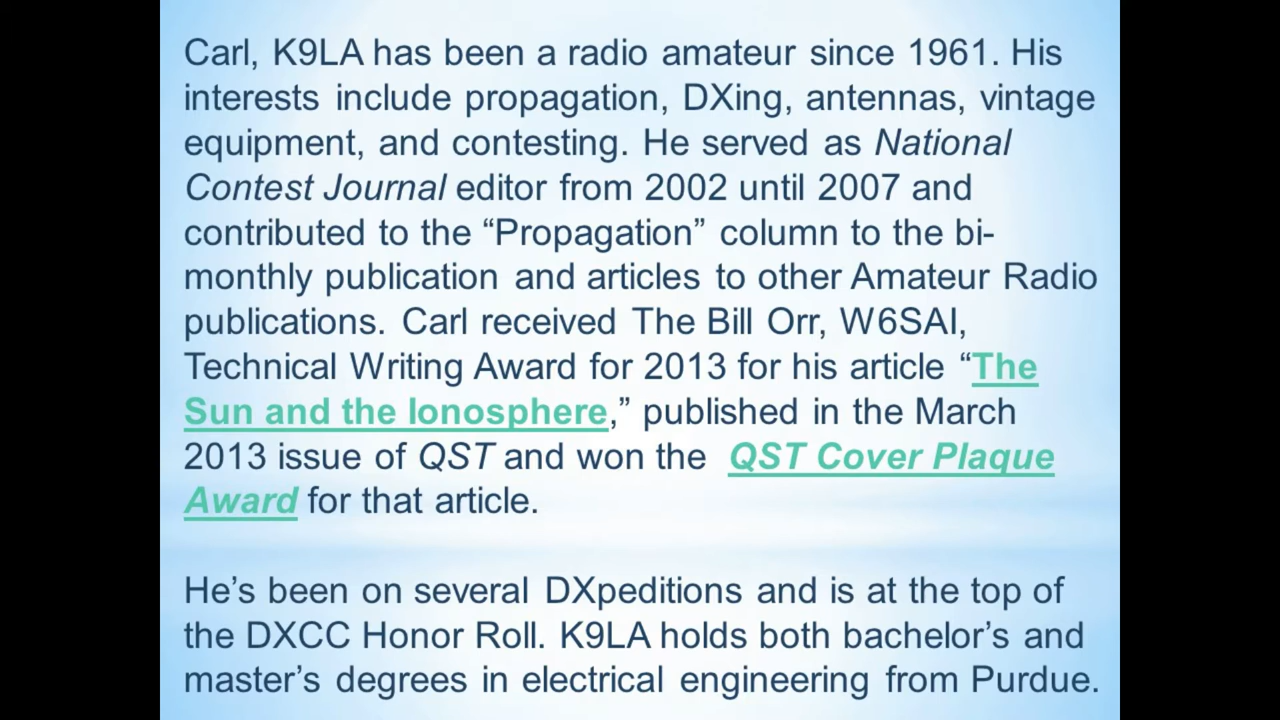 Carl, K9LA has been a radio amateur since 1961. His
interests include propagation, DXing, antennas, vintage
equipment, and contesting. He served as National
Contest Journal editor from 2002 until 2007 and
contributed to the “Propagation” column to the bi-
monthly publication and articles to other Amateur Radio
publications. Carl received The Bill Orr, W6SAI,
Technical Writing Award for 2013 for his article “The
Sun and the Ionosphere,” published in the March
2013 issue of QST and won the QST Cover Plaque
Award for that article.
He’s been on several DXpeditions and is at the top of
the DXCC Honor Roll. K9LA holds both bachelor’s and
master’s degrees in electrical engineering from Purdue.